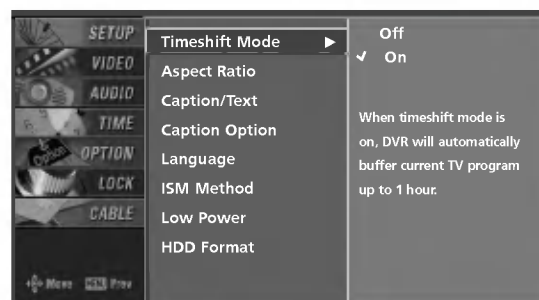 SETUP
VIDEO
AUDIO
TIME
OPTION
LOCK
CABLE
Move MENU Prev
Timeshift Mode
Aspect Ratio
Caption/Text
Caption Option
Language
ISM Method
Low Power
HDD Format
Off
On
When timeshift mode is
on, DVR will automatically
buffer current TV program
up to 1 hour.